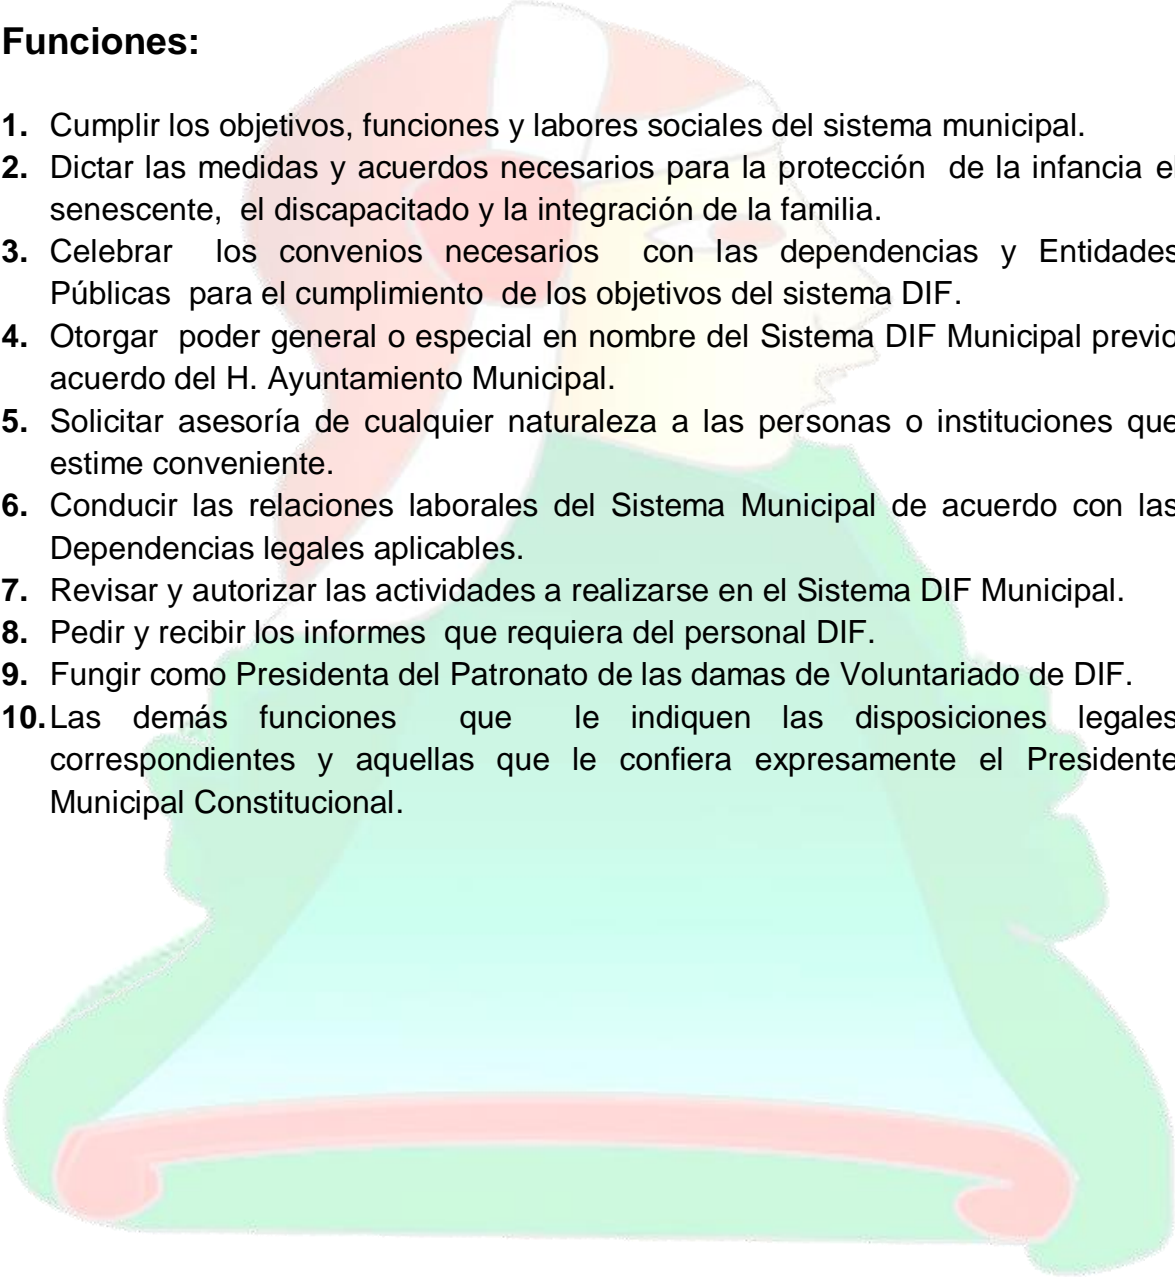 Funciones:
1. Cumplir los objetivos, funciones y labores sociales del sistema municipal.
2. Dictar las medidas y acuerdos necesarios para la protección de la infancia el
senescente, el discapacitado y la integración de la familia.
3. Celebrar los convenios necesarios con las dependencias y Entidades
Públicas para el cumplimiento de los objetivos del sistema DIF.
4. Otorgar poder general o especial en nombre del Sistema DIF Municipal previo
acuerdo del H. Ayuntamiento Municipal.
5. Solicitar asesoría de cualquier naturaleza a las personas o instituciones que
estime conveniente.
6. Conducir las relaciones laborales del Sistema Municipal de acuerdo con las
Dependencias legales aplicables.
7. Revisar y autorizar las actividades a realizarse en el Sistema DIF Municipal.
8. Pedir y recibir los informes que requiera del personal DIF.
9. Fungir como Presidenta del Patronato de las damas de Voluntariado de DIF.
10. Las demás funciones que le indiquen las disposiciones legales
correspondientes y aquellas que le confiera expresamente el Presidente
Municipal Constitucional.